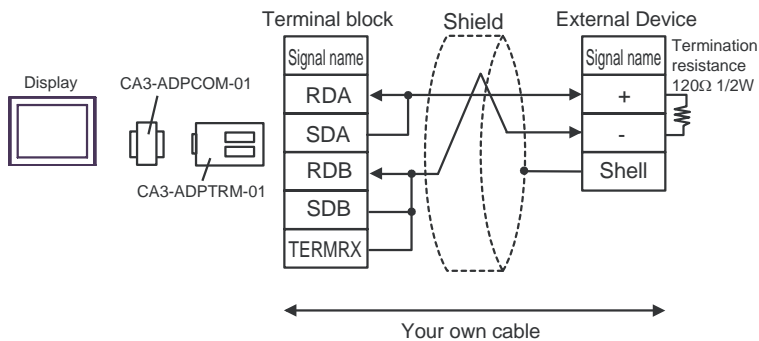 Terminal block
Shield
External Device
Signal name
Signal name
Termination
resistance
120Ω 1/2W
Display
CA3-ADPCOM-01
RDA
+
SDA
-
RDB
Shell
CA3-ADPTRM-01
SDB
TERMRX
Your own cable